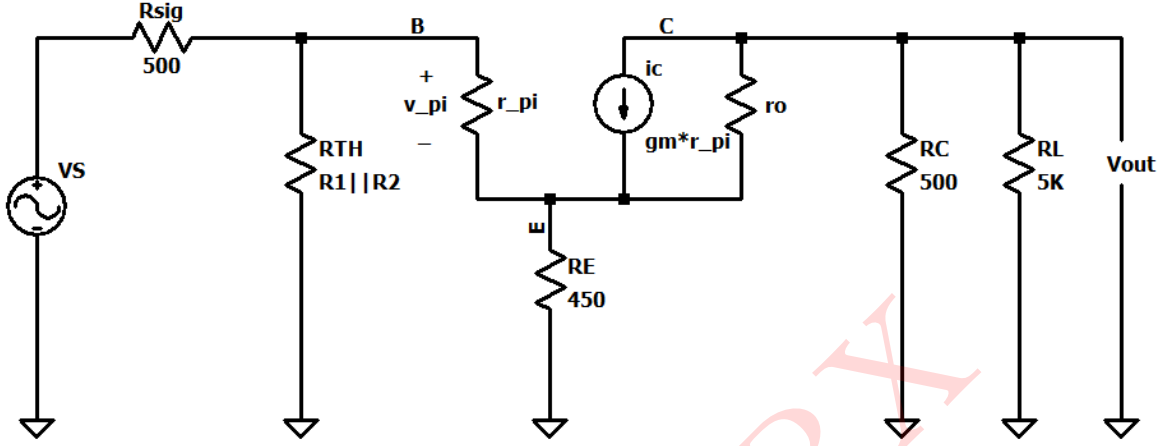 Rsig
500
B
C
+
v_pi
−
r_pi
ic
gm*r_pi
ro
VS
RTH
R1||R2
E
RE
450
RC
500
RL
5K
Vout